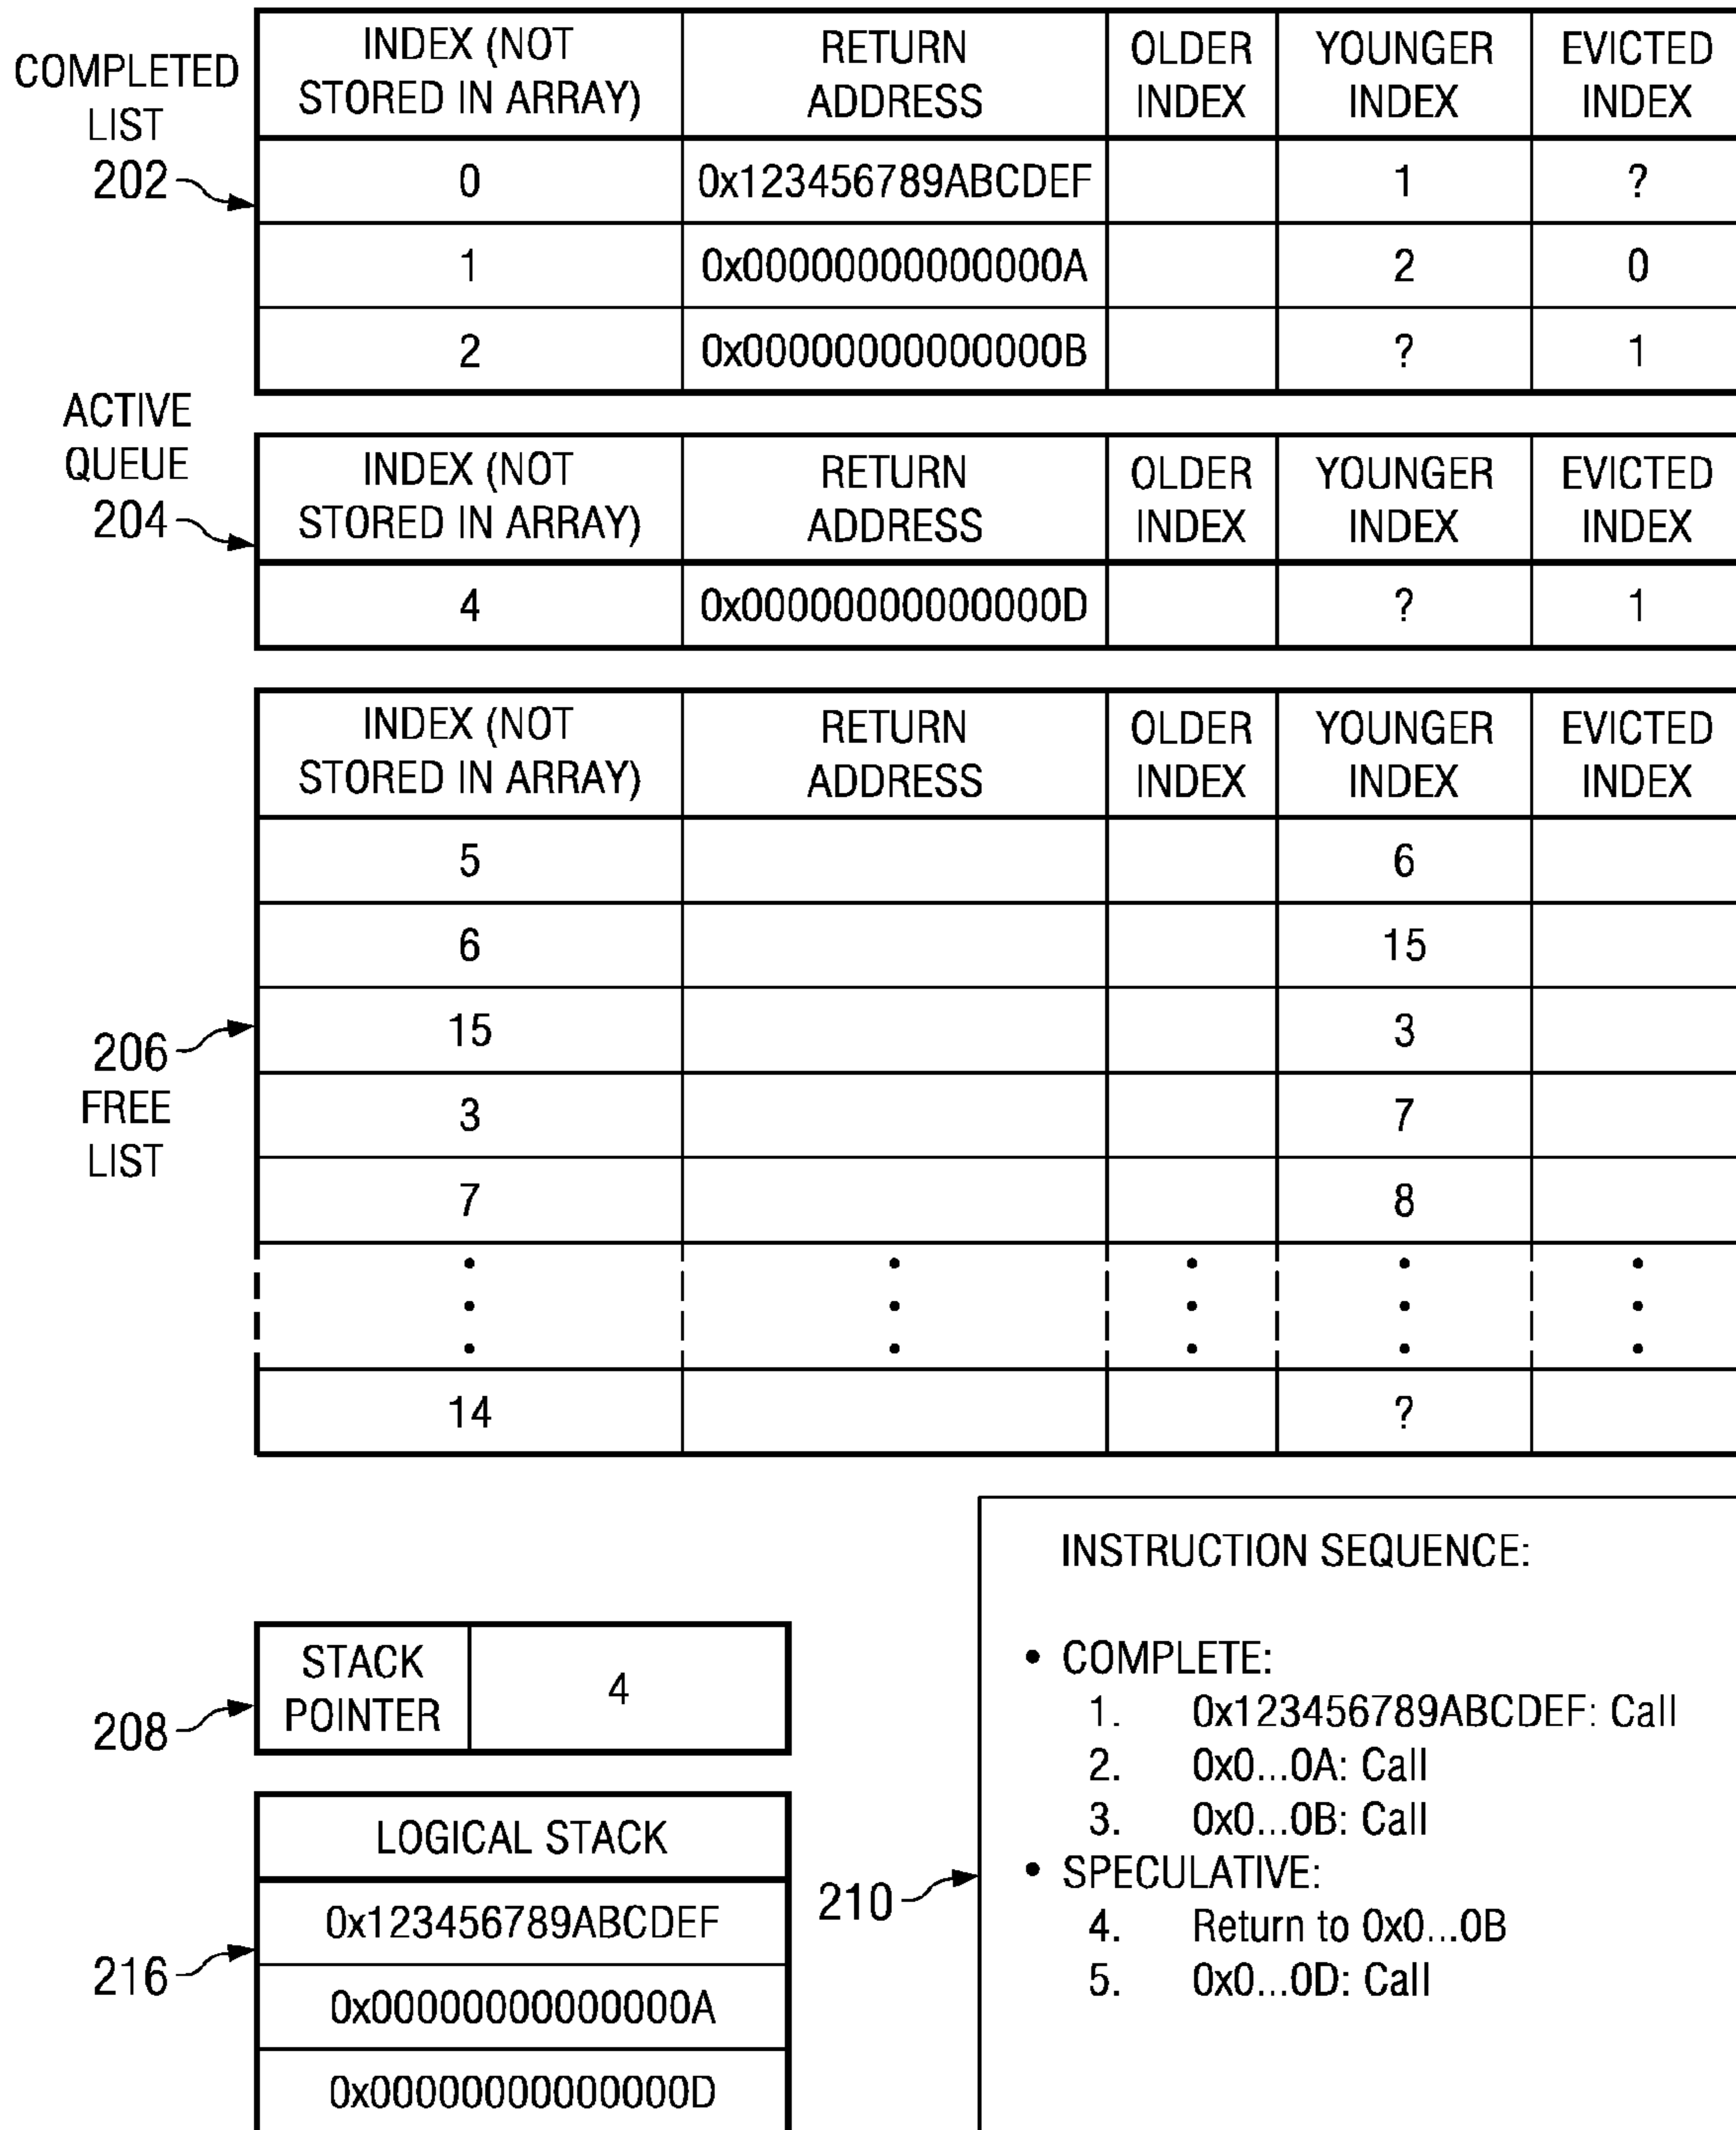 COMPLETED
LIST
202
INDEX (NOT
STORED IN ARRAY)
RETURN
ADDRESS
OLDER
INDEX
YOUNGER
INDEX
EVICTED
INDEX
0 0x123456789ABCDEF 1 ?
1 0x00000000000000A 2 0
2 0x00000000000000B ? 1
ACTIVE
QUEUE
204
INDEX (NOT
STORED IN ARRAY)
RETURN
ADDRESS
OLDER
INDEX
YOUNGER
INDEX
EVICTED
INDEX
4 0x00000000000000D ? 1
INDEX (NOT
STORED IN ARRAY)
RETURN
ADDRESS
OLDER
INDEX
YOUNGER
INDEX
EVICTED
INDEX
5 6
6 15
15 3
3 7
7 8
14 ?
206
FREE
LIST
208
STACK
POINTER
4
216
LOGICAL STACK
0x123456789ABCDEF
0x00000000000000A
0x00000000000000D
210
INSTRUCTION SEQUENCE:
• COMPLETE:
1. 0x123456789ABCDEF: Call
2. 0x0...0A: Call
3. 0x0...0B: Call
• SPECULATIVE:
4. Return to 0x0...0B
5. 0x0...0D: Call